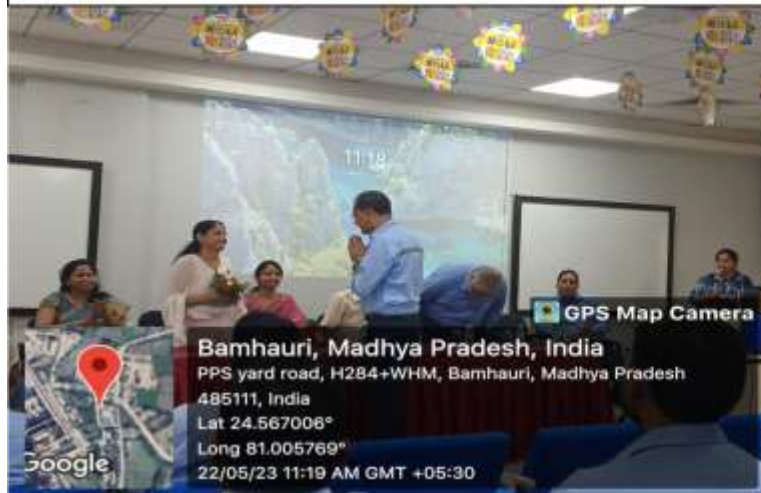 11:18
GPS Map Camera
Bamhauri, Madhya Pradesh, India
PPS yard road, H284+WHM, Bamhauri, Madhya Pradesh
485111, India
Lat 24.567006°
Long 81.005769°
22/05/23 11:19 AM GMT +05:30
Google